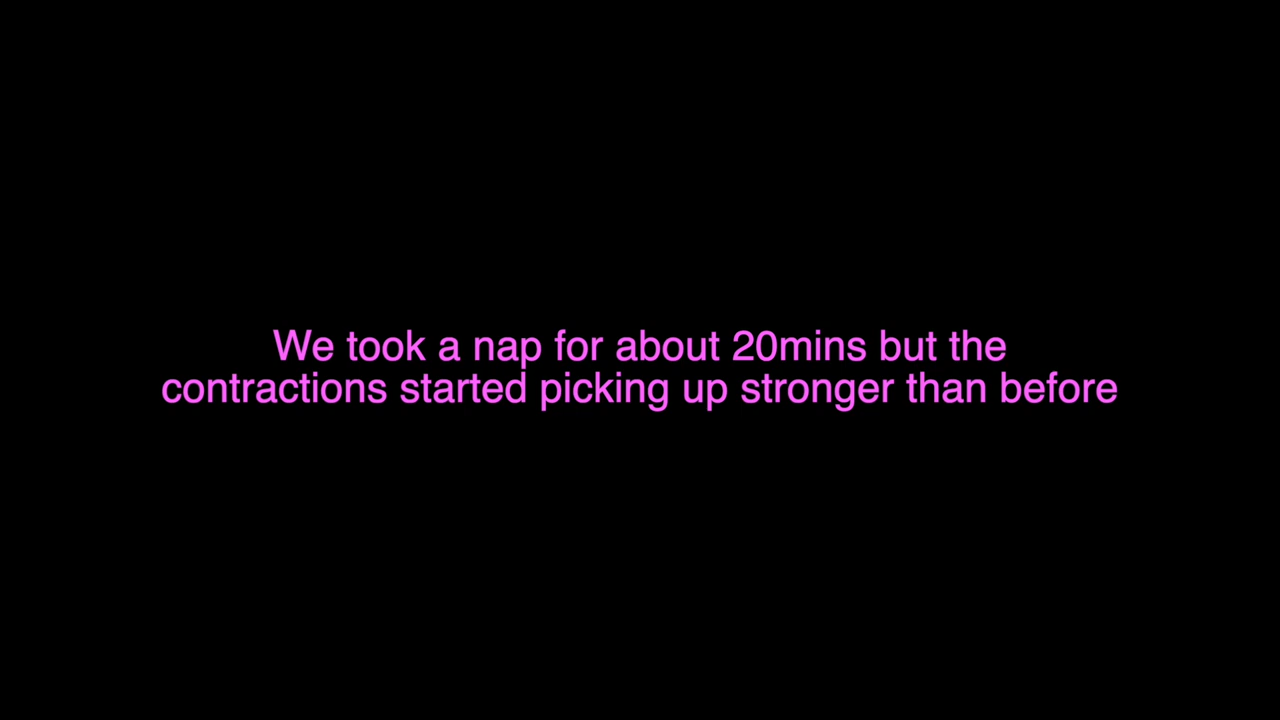 We took a nap for about 20mins but the
contractions started picking up stronger than before